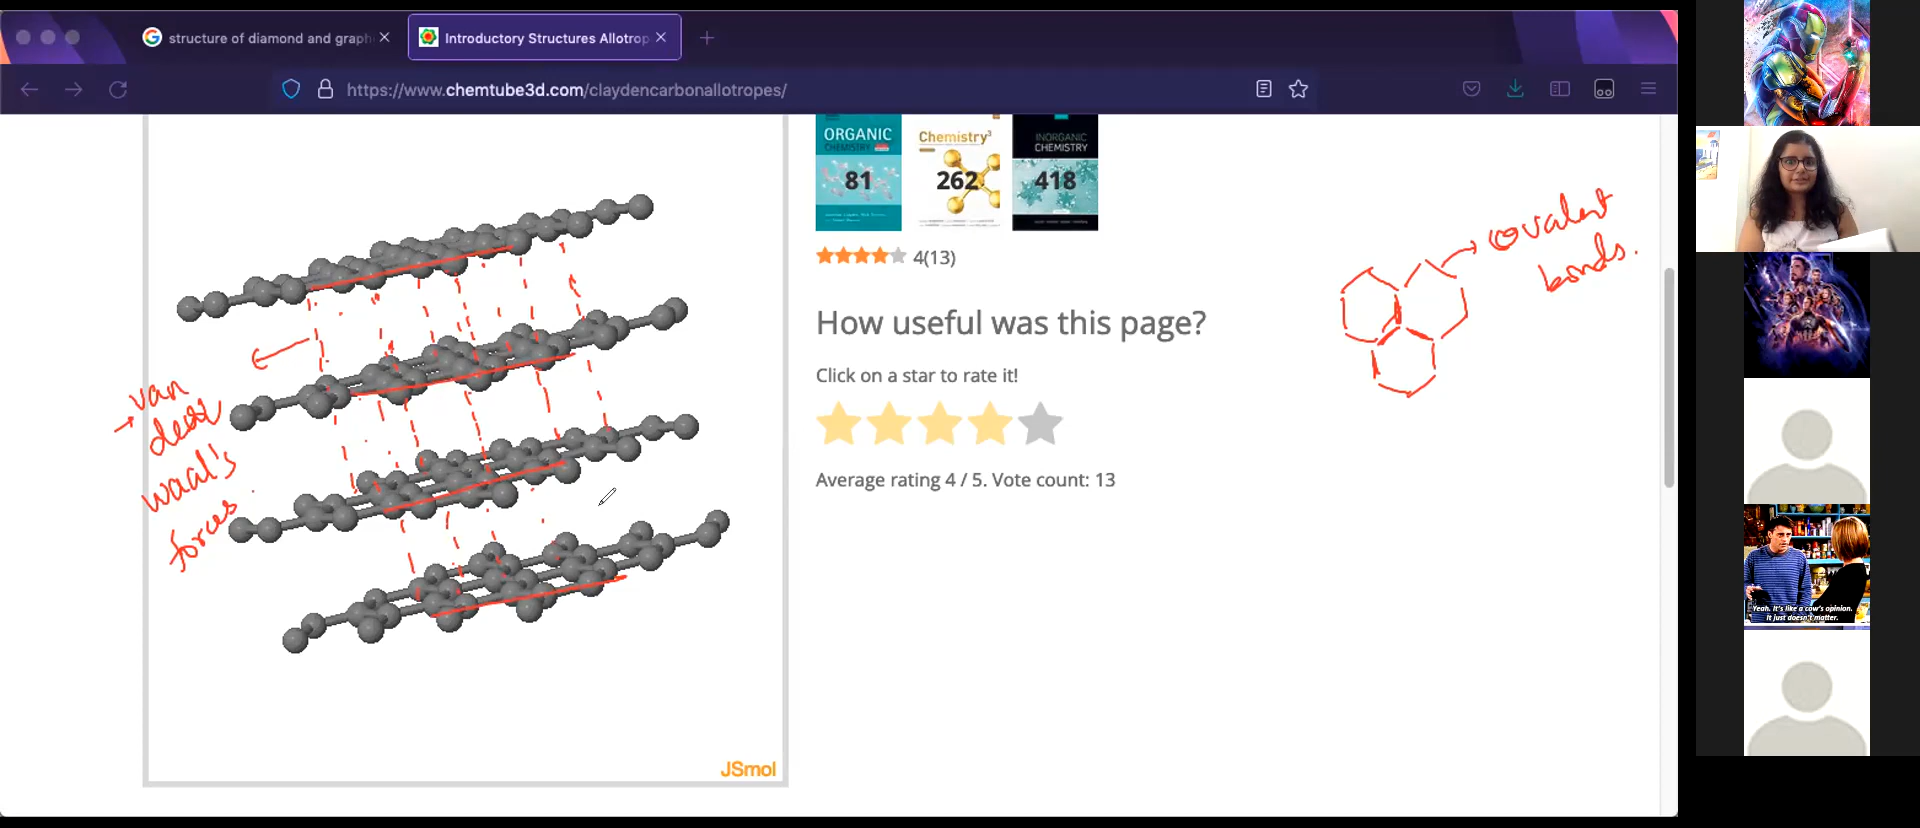 structure of diamond and graph
Introductory Structures Allotrop
https://www.chemtube3d.com/claydencarbonallotropes/
ORGANIC
CHEMISTRY
81
Chemistry³
262
INORGANIC
CHEMISTRY
418
4(13)
How useful was this page?
Click on a star to rate it!
Average rating 4 / 5. Vote count: 13
covalent
bonds.
van
deer
waal's
forces.
JSmol
Yeah. It's like a cow's opinion.
It just doesn't matter.